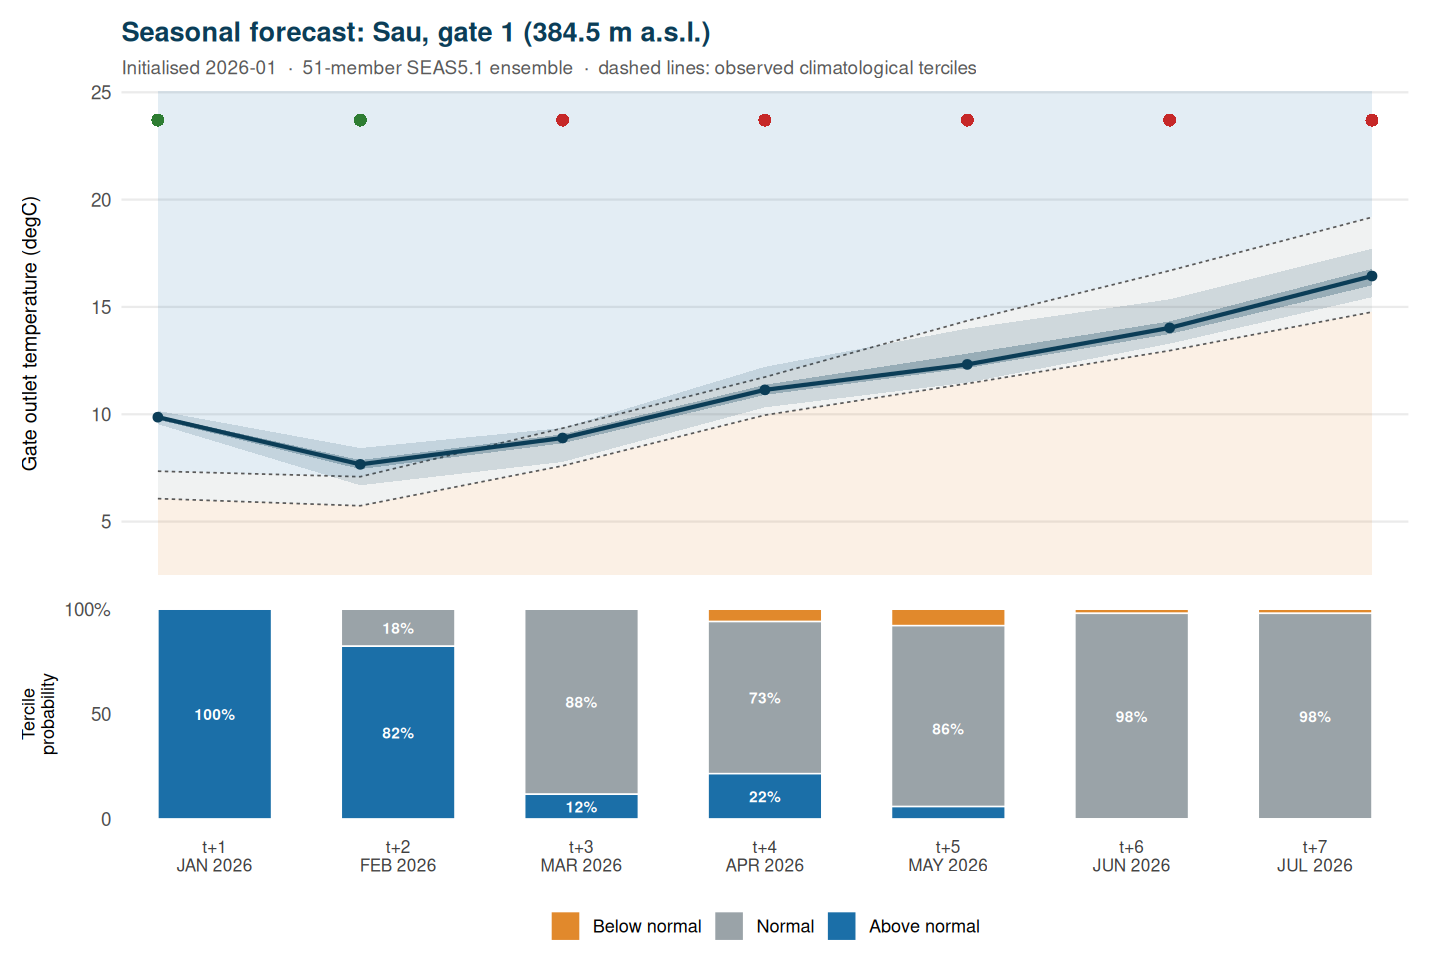 Seasonal forecast: Sau, gate 1 (384.5 m a.s.l.)
Initialised 2026-01 · 51-member SEAS5.1 ensemble · dashed lines: observed climatological terciles
Gate outlet temperature (degC)
25
20
15
10
5
Tercile
probability
100%
50
0
100%
18%
82%
88%
12%
73%
22%
86%
98%
98%
t+1
JAN 2026
t+2
FEB 2026
t+3
MAR 2026
t+4
APR 2026
t+5
MAY 2026
t+6
JUN 2026
t+7
JUL 2026
Below normal
Normal
Above normal